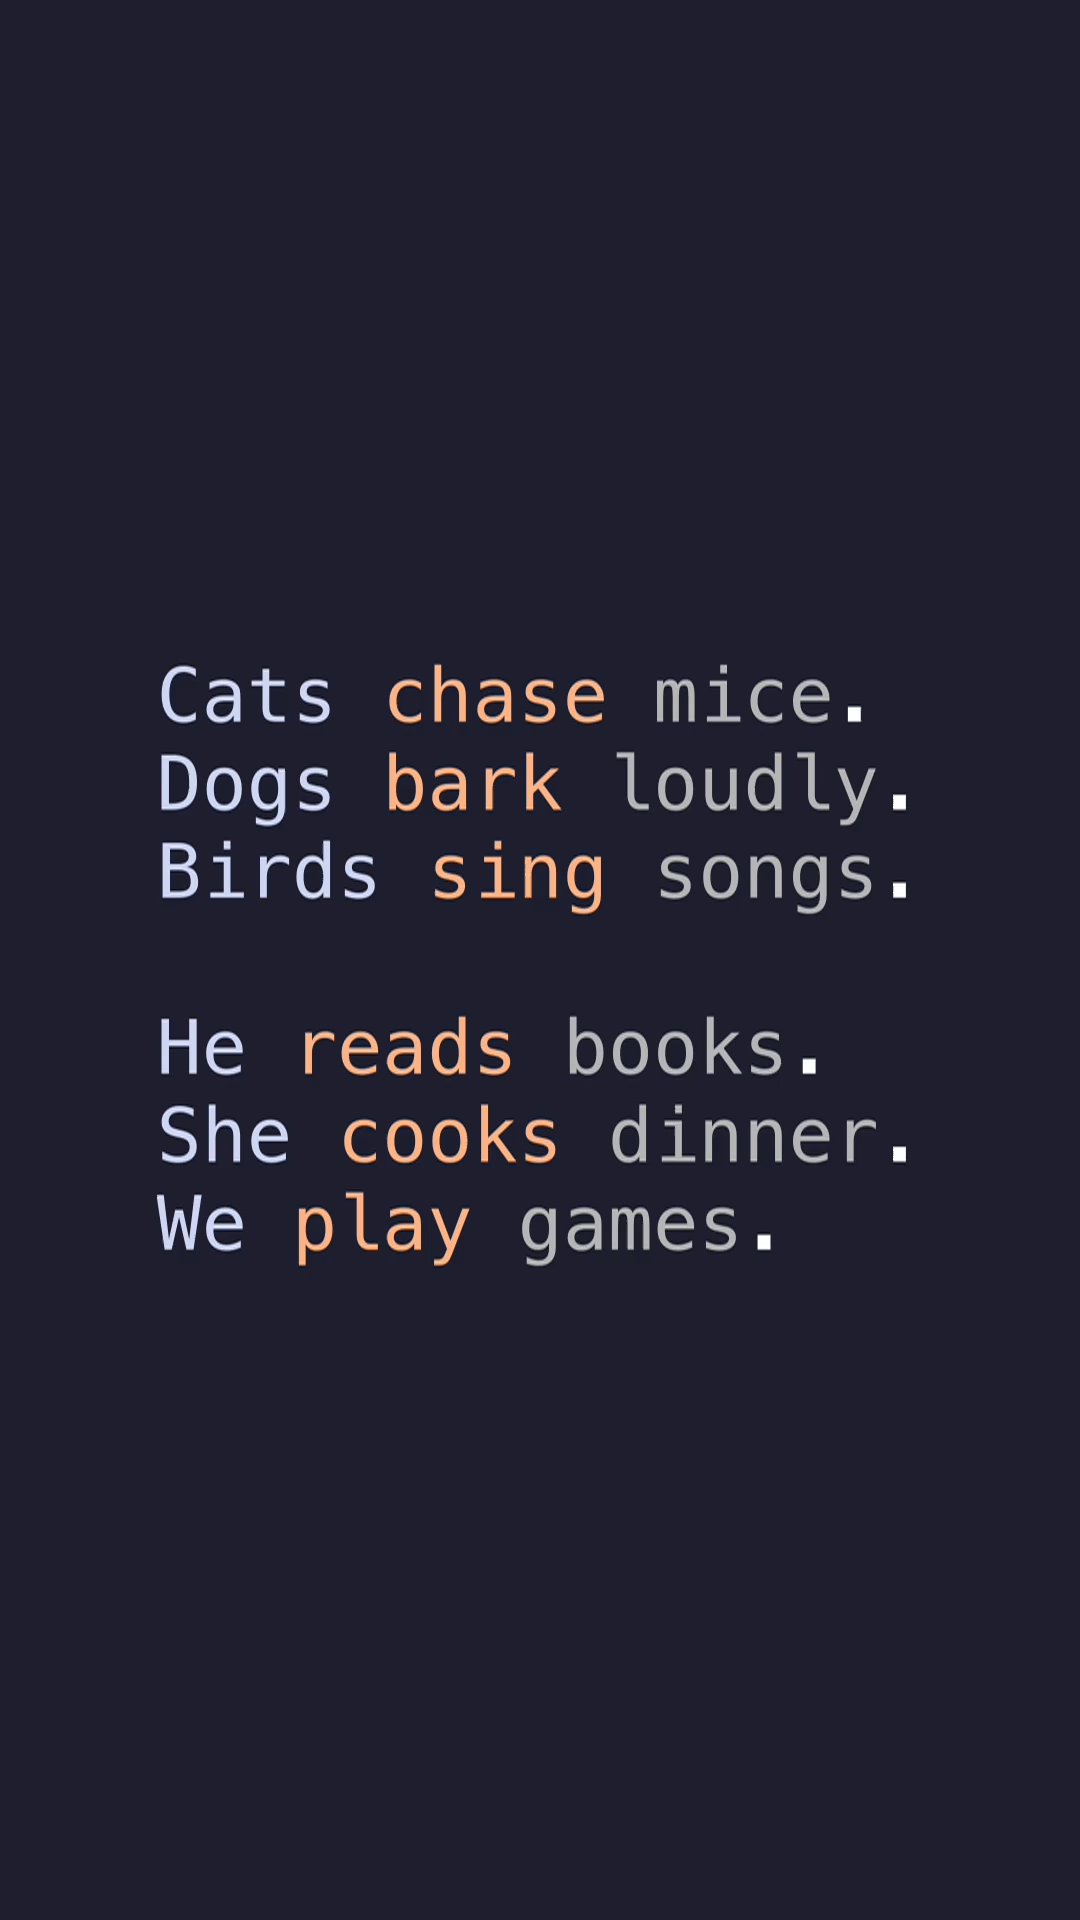 Cats chase mice.
Dogs bark loudly.
Birds sing songs.
He reads books.
She cooks dinner.
We play games.